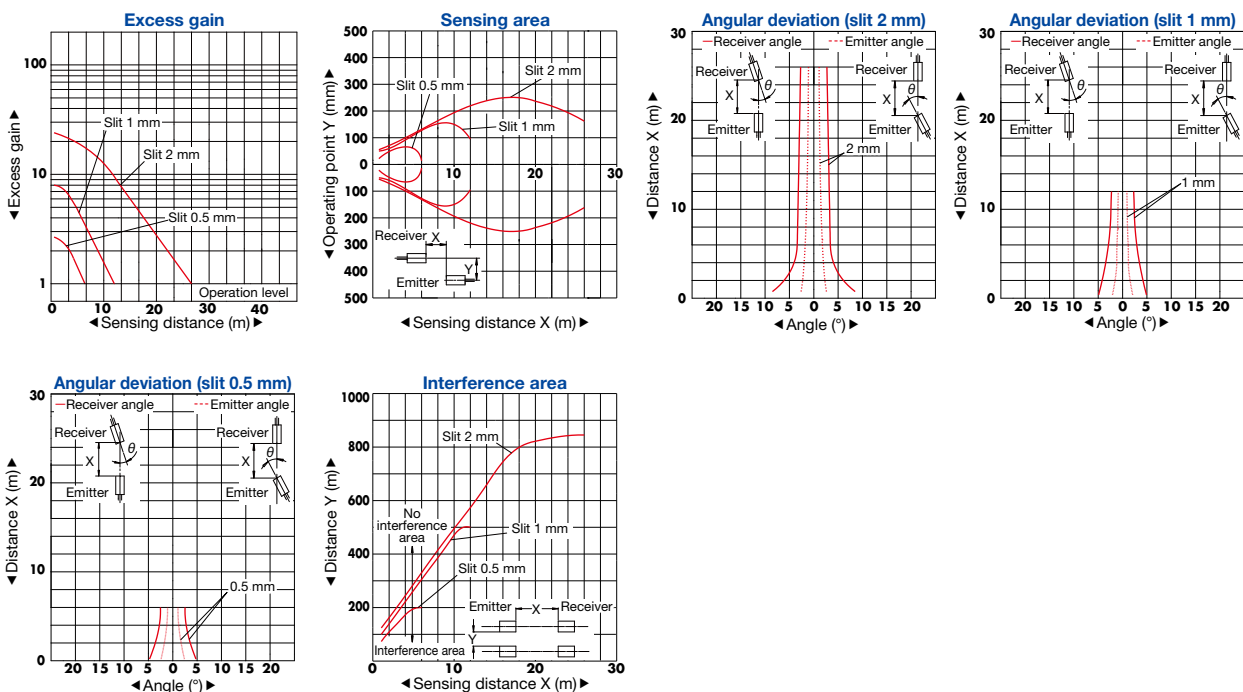 Excess gain
100
10
1
Slit 1 mm
Slit 2 mm
Slit 0.5 mm
Operation level
0 10 20 30 40
◄Excess gain►
◄Sensing distance (m)►
Sensing area
500
400
300
200
100
0
100
200
300
400
500
Slit 2 mm
Slit 0.5 mm
Slit 1 mm
Receiver
X
Y
Emitter
10 20 30
◄Operating point Y (mm)►
◄Sensing distance X (m)►
Angular deviation (slit 2 mm)
30
20
10
0
Receiver angle Emitter angle
Receiver Receiver
θ θ
X X
Emitter Emitter
2 mm
20 15 10 5 0 5 10 15 20
◄Distance X (m)►
◄Angle (°)►
Angular deviation (slit 1 mm)
30
20
10
0
Receiver angle Emitter angle
Receiver Receiver
θ θ
X X
Emitter Emitter
1 mm
20 15 10 5 0 5 10 15 20
◄Distance X (m)►
◄Angle (°)►
Angular deviation (slit 0.5 mm)
30
20
10
0
Receiver angle Emitter angle
Receiver Receiver
θ θ
X X
Emitter Emitter
0.5 mm
20 15 10 5 0 5 10 15 20
◄Distance X (m)►
◄Angle (°)►
Interference area
1000
800
600
400
200
Slit 2 mm
No
interference
area
Slit 1 mm
Slit 0.5 mm
Emitter X Receiver
Y
Interference area
0 10 20 30
◄Distance Y (m)►
◄Sensing distance X (m)►